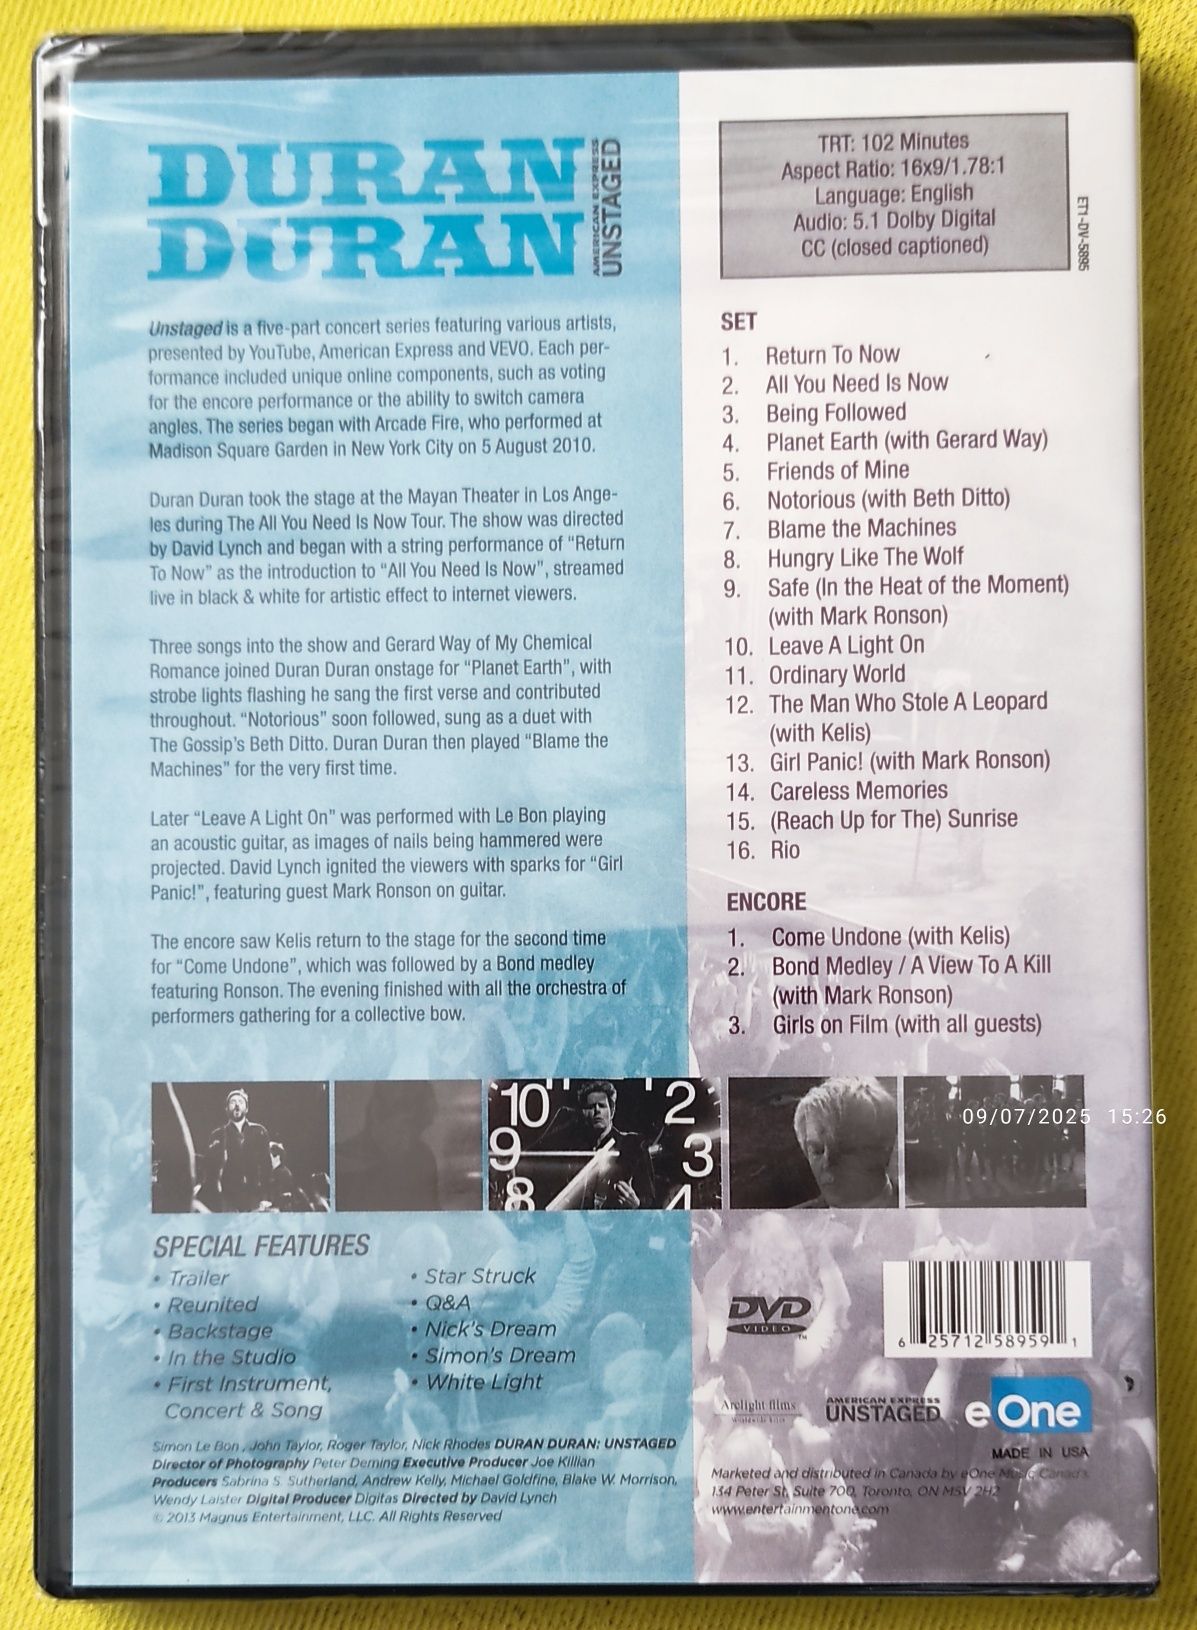 DURAN
DURAN
AMERICAN EXPRESS
UNSTAGED
Unstaged is a five-part concert series featuring various artists,
presented by YouTube, American Express and VEVO. Each per-
formance included unique online components, such as voting
for the encore performance or the ability to switch camera
angles. The series began with Arcade Fire, who performed at
Madison Square Garden in New York City on 5 August 2010.
Duran Duran took the stage at the Mayan Theater in Los Ange-
les during The All You Need Is Now Tour. The show was directed
by David Lynch and began with a string performance of “Return
To Now” as the introduction to “All You Need Is Now”, streamed
live in black & white for artistic effect to internet viewers.
Three songs into the show and Gerard Way of My Chemical
Romance joined Duran Duran onstage for “Planet Earth”, with
strobe lights flashing he sang the first verse and contributed
throughout. “Notorious” soon followed, sung as a duet with
The Gossip’s Beth Ditto. Duran Duran then played “Blame the
Machines” for the very first time.
Later “Leave A Light On” was performed with Le Bon playing
an acoustic guitar, as images of nails being hammered were
projected. David Lynch ignited the viewers with sparks for “Girl
Panic!”, featuring guest Mark Ronson on guitar.
The encore saw Kelis return to the stage for the second time
for “Come Undone”, which was followed by a Bond medley
featuring Ronson. The evening finished with all the orchestra of
performers gathering for a collective bow.
TRT: 102 Minutes
Aspect Ratio: 16x9/1.78:1
Language: English
Audio: 5.1 Dolby Digital
CC (closed captioned)
ET1-DV-5895
SET
1. Return To Now
2. All You Need Is Now
3. Being Followed
4. Planet Earth (with Gerard Way)
5. Friends of Mine
6. Notorious (with Beth Ditto)
7. Blame the Machines
8. Hungry Like The Wolf
9. Safe (In the Heat of the Moment)
(with Mark Ronson)
10. Leave A Light On
11. Ordinary World
12. The Man Who Stole A Leopard
(with Kelis)
13. Girl Panic! (with Mark Ronson)
14. Careless Memories
15. (Reach Up for The) Sunrise
16. Rio
ENCORE
1. Come Undone (with Kelis)
2. Bond Medley / A View To A Kill
(with Mark Ronson)
3. Girls on Film (with all guests)
10 2
9 3
8 4
09/07/2025 15:26
SPECIAL FEATURES
• Trailer
• Reunited
• Backstage
• In the Studio
• First Instrument,
Concert & Song
• Star Struck
• Q&A
• Nick's Dream
• Simon's Dream
• White Light
DVD
VIDEO
TM
6 25712 58959 1
Arclight films
AMERICAN EXPRESS
UNSTAGED
eOne
MADE IN USA
Simon Le Bon , John Taylor, Roger Taylor, Nick Rhodes DURAN DURAN: UNSTAGED
Director of Photography Peter Deming Executive Producer Joe Killian
Producers Sabrina S. Sutherland, Andrew Kelly, Michael Goldfine, Blake W. Morrison,
Wendy Laister Digital Producer Digitas Directed by David Lynch
© 2013 Magnus Entertainment, LLC. All Rights Reserved
Marketed and distributed in Canada by eOne Music Canada.
134 Peter St, Suite 700, Toronto, ON M5V 2H2
www.entertainmentone.com